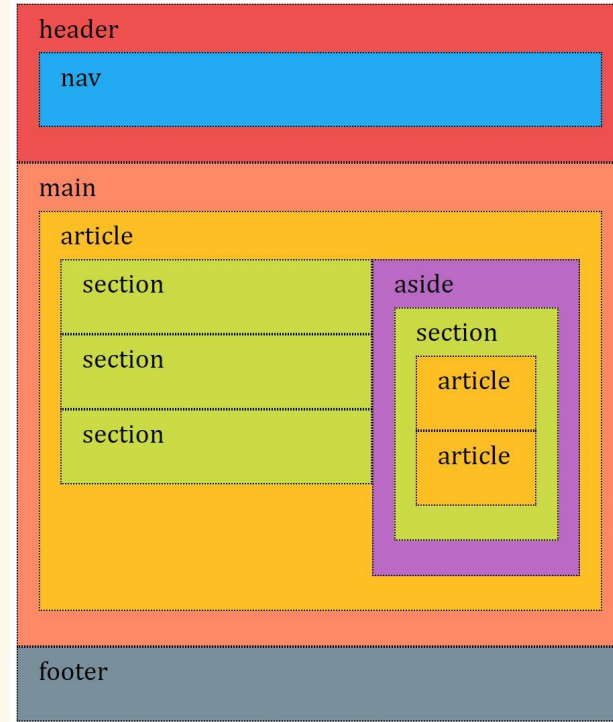 header
nav
main
article
section
section
section
aside
section
article
article
footer